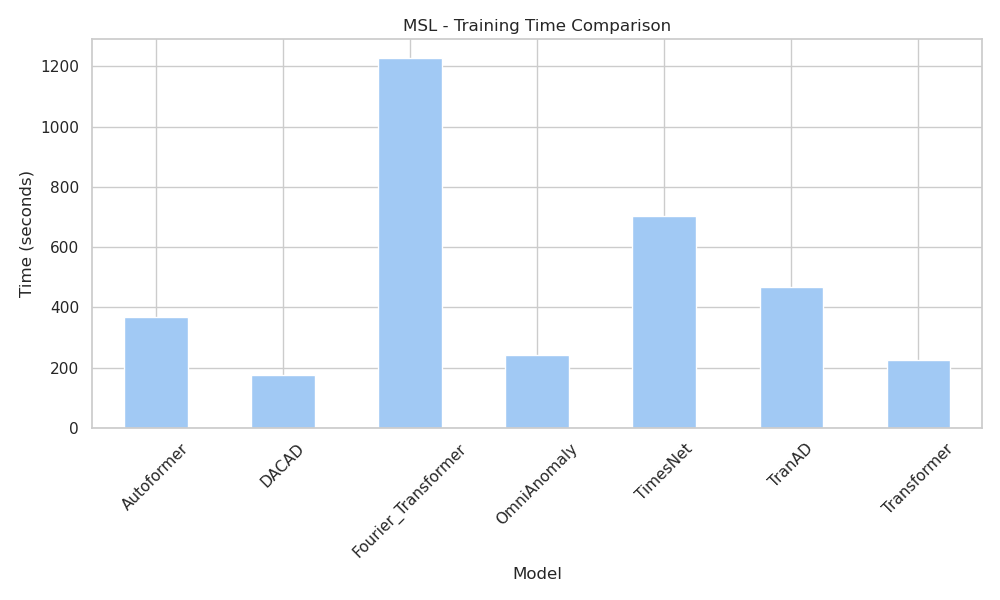 MSL - Training Time Comparison
Time (seconds)
1200
1000
800
600
400
200
0
Autoformer
DACAD
Fourier_Transformer
OmniAnomaly
TimesNet
TranAD
Transformer
Model